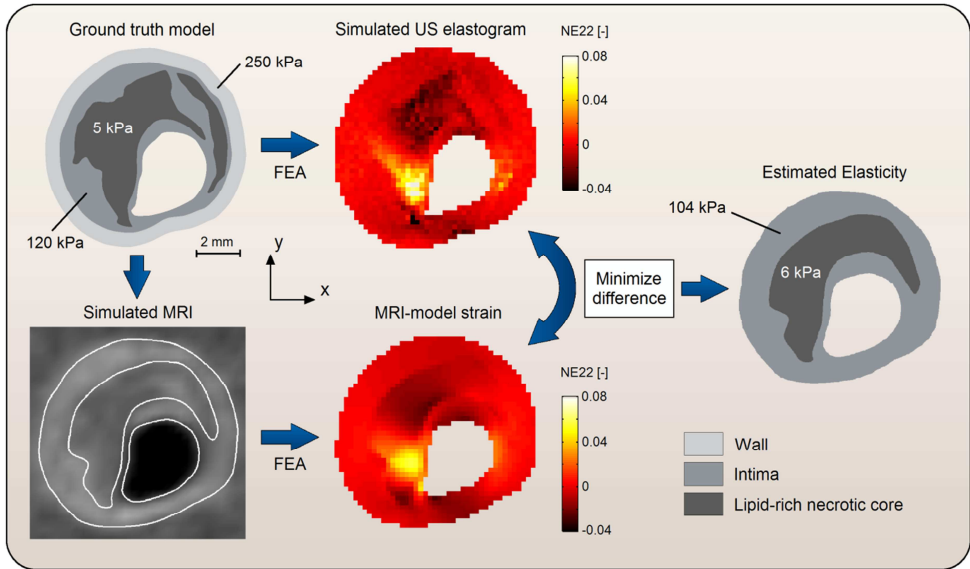 Ground truth model
250 kPa
5 kPa
120 kPa
2 mm
FEA
Simulated US elastogram
NE22 [-]
0.08
0.04
0
-0.04
y
x
Simulated MRI
FEA
MRI-model strain
NE22 [-]
0.08
0.04
0
-0.04
Minimize
difference
Estimated Elasticity
104 kPa
6 kPa
Wall
Intima
Lipid-rich necrotic core